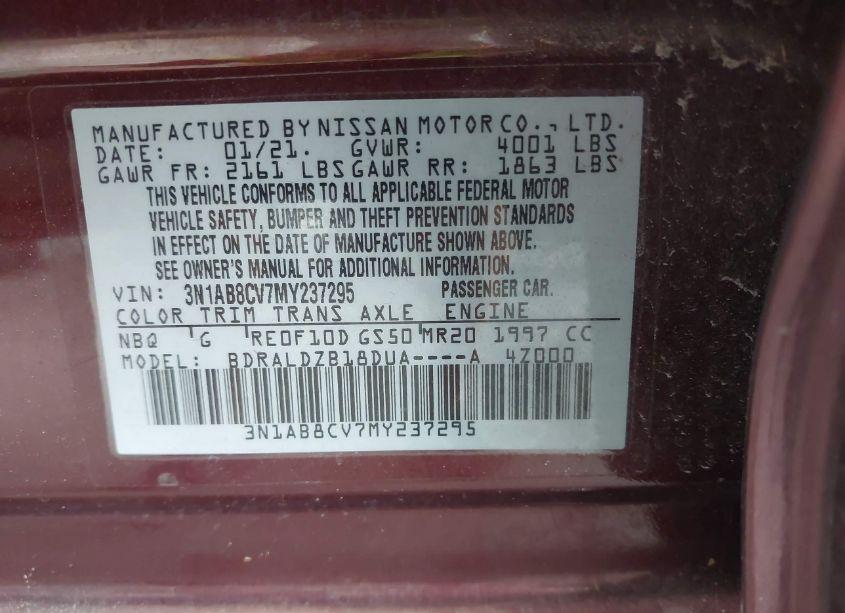 MANUFACTURED BY NISSAN MOTOR CO., LTD.
DATE: 01/21. GVWR: 4001 LBS
GAWR FR: 2161 LBS GAWR RR: 1863 LBS
THIS VEHICLE CONFORMS TO ALL APPLICABLE FEDERAL MOTOR
VEHICLE SAFETY, BUMPER AND THEFT PREVENTION STANDARDS
IN EFFECT ON THE DATE OF MANUFACTURE SHOWN ABOVE.
SEE OWNER'S MANUAL FOR ADDITIONAL INFORMATION.
VIN: 3N1AB8CV7MY237295 PASSENGER CAR.
COLOR TRIM TRANS AXLE ENGINE
NBQ G RE0F10D GS50 MR20 1997 CC
MODEL: BDRALDZB18DUA----A 4Z000
3N1AB8CV7MY237295